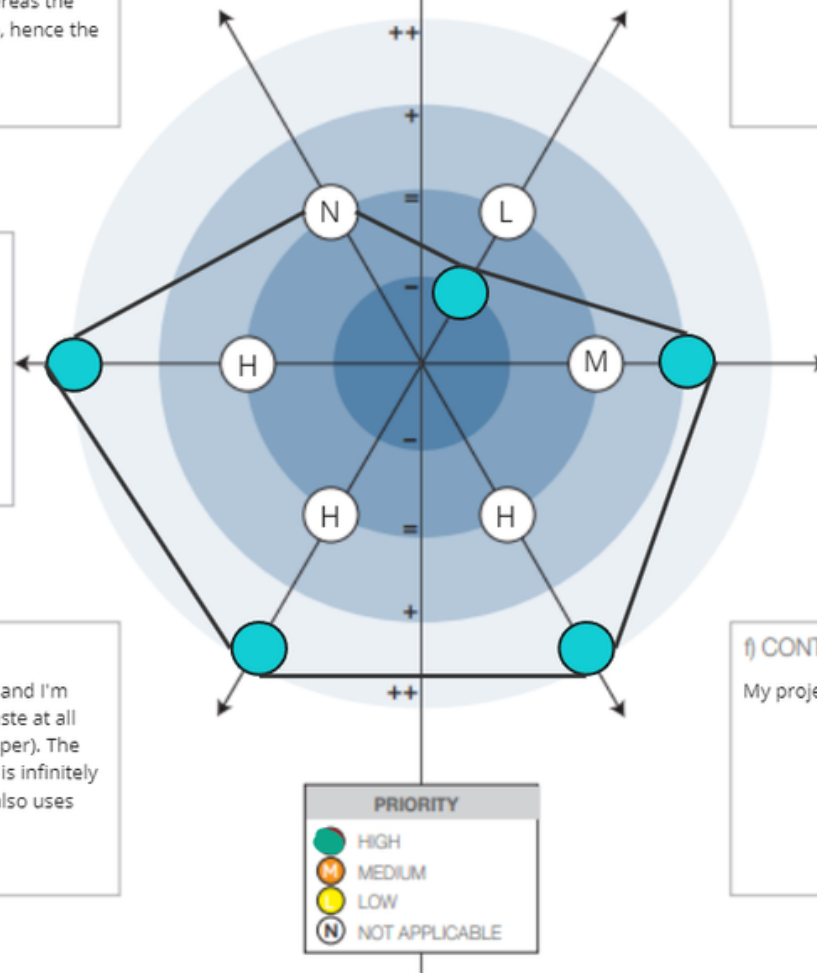 reas the
, hence the
++
+
=
N
L
-
H
M
-
H
H
=
+
++
and I'm
ste at all
per). The
is infinitely
also uses
f) CONT
My proje
PRIORITY
HIGH
M MEDIUM
L LOW
N NOT APPLICABLE